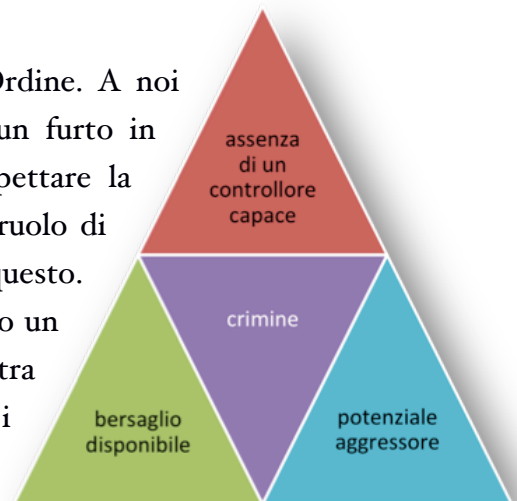 Ordine. A noi
un furto in
pettare la
ruolo di
uesto.
o un
tra
i
assenza
di un
controllore
capace
crimine
bersaglio
disponibile
potenziale
aggressore